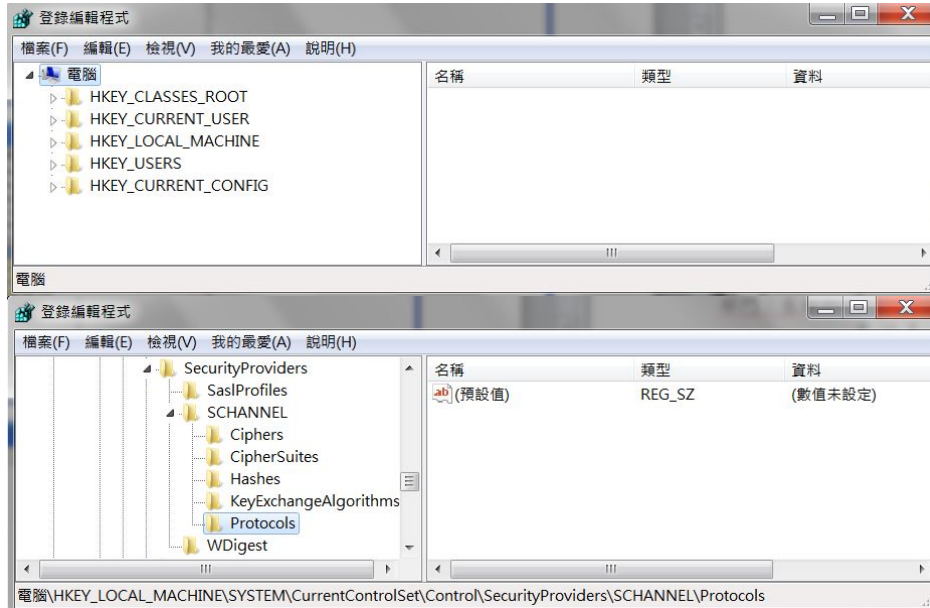 登錄編輯程式
檔案(F) 編輯(E) 檢視(V) 我的最愛(A) 說明(H)
電腦
HKEY_CLASSES_ROOT
HKEY_CURRENT_USER
HKEY_LOCAL_MACHINE
HKEY_USERS
HKEY_CURRENT_CONFIG
名稱 類型 資料
電腦
登錄編輯程式
檔案(F) 編輯(E) 檢視(V) 我的最愛(A) 說明(H)
SecurityProviders
SaslProfiles
SCHANNEL
Ciphers
CipherSuites
Hashes
KeyExchangeAlgorithms
Protocols
WDigest
名稱 類型 資料
ab (預設值) REG_SZ (數值未設定)
電腦\HKEY_LOCAL_MACHINE\SYSTEM\CurrentControlSet\Control\SecurityProviders\SCHANNEL\Protocols